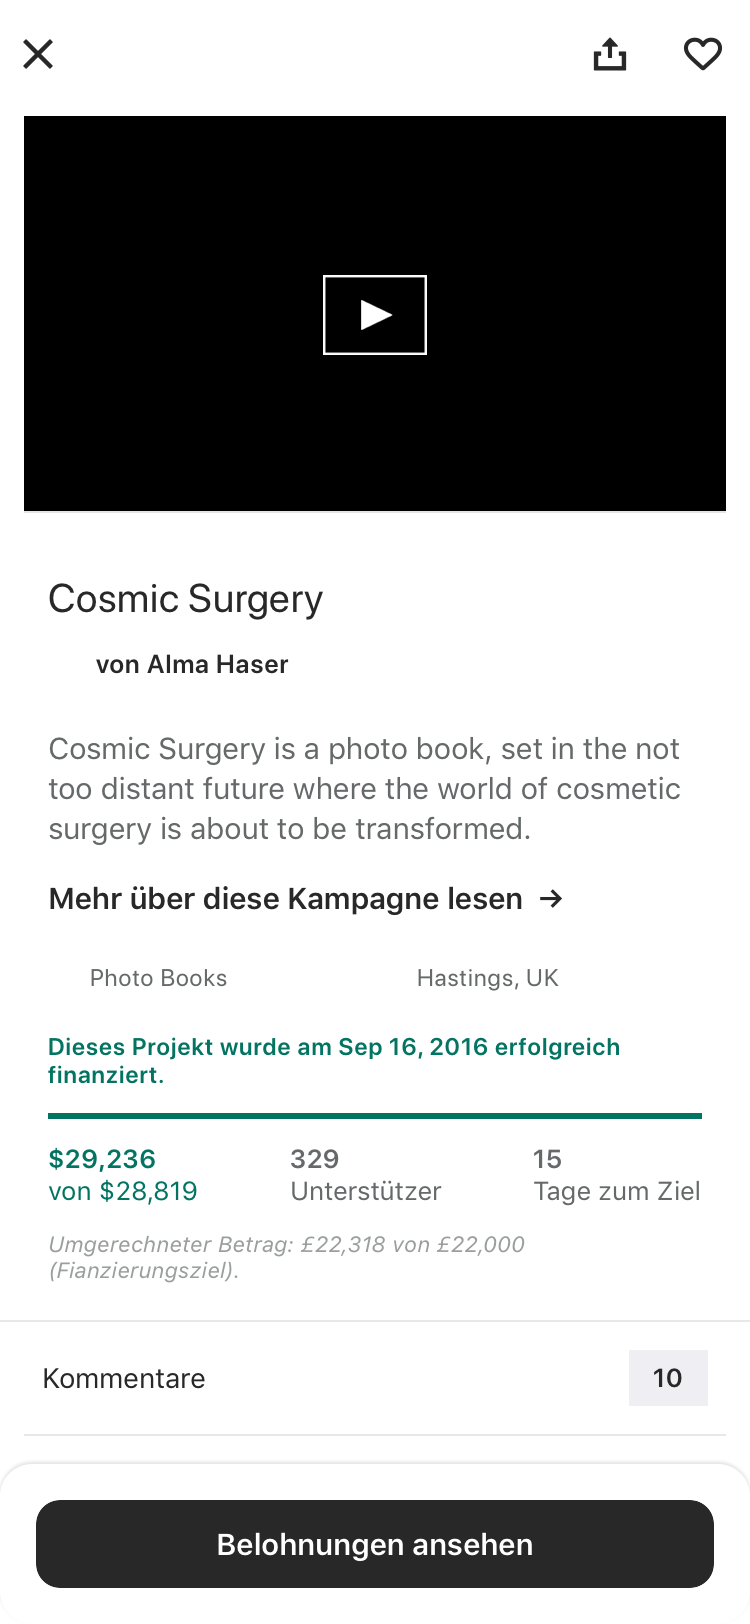 Cosmic Surgery
von Alma Haser
Cosmic Surgery is a photo book, set in the not
too distant future where the world of cosmetic
surgery is about to be transformed.
Mehr über diese Kampagne lesen →
Photo Books
Hastings, UK
Dieses Projekt wurde am Sep 16, 2016 erfolgreich
finanziert.
$29,236
von $28,819
329
Unterstützer
15
Tage zum Ziel
Umgerechneter Betrag: £22,318 von £22,000
(Fianzierungsziel).
Kommentare
10
Belohnungen ansehen